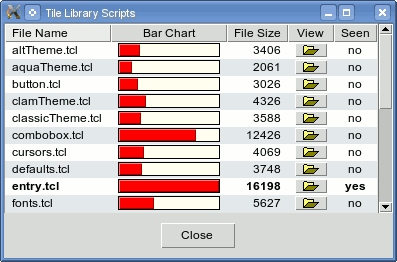 Tile Library Scripts
File Name Bar Chart File Size View Seen
altTheme.tcl 3406 no
aquaTheme.tcl 2061 no
button.tcl 3026 no
clamTheme.tcl 4326 no
classicTheme.tcl 3588 no
combobox.tcl 12426 no
cursors.tcl 4069 no
defaults.tcl 3748 no
entry.tcl 16198 yes
fonts.tcl 5627 no
Close